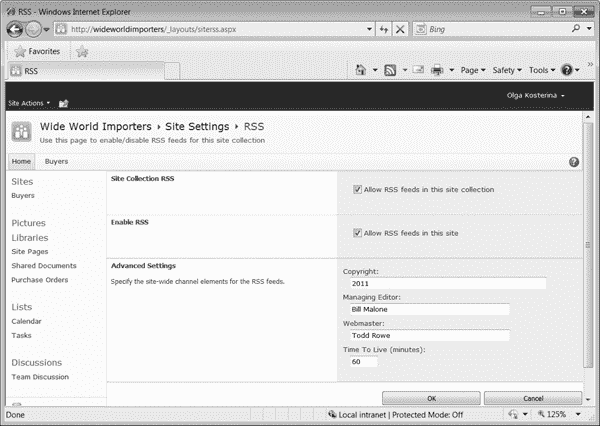 RSS - Windows Internet Explorer
http://wideworldimporters/_layouts/siterss.aspx
Bing
Favorites
RSS
Page Safety Tools
Site Actions
Olga Kosterina
Wide World Importers Site Settings RSS
Use this page to enable/disable RSS feeds for this site collection
Home Buyers
Sites
Buyers
Pictures
Libraries
Site Pages
Shared Documents
Purchase Orders
Lists
Calendar
Tasks
Discussions
Team Discussion
Site Collection RSS
Allow RSS feeds in this site collection
Enable RSS
Allow RSS feeds in this site
Advanced Settings
Specify the site-wide channel elements for the RSS feeds.
Copyright:
2011
Managing Editor:
Bill Malone
Webmaster:
Todd Rowe
Time To Live (minutes):
60
OK Cancel
Done
Local intranet | Protected Mode: Off
125%